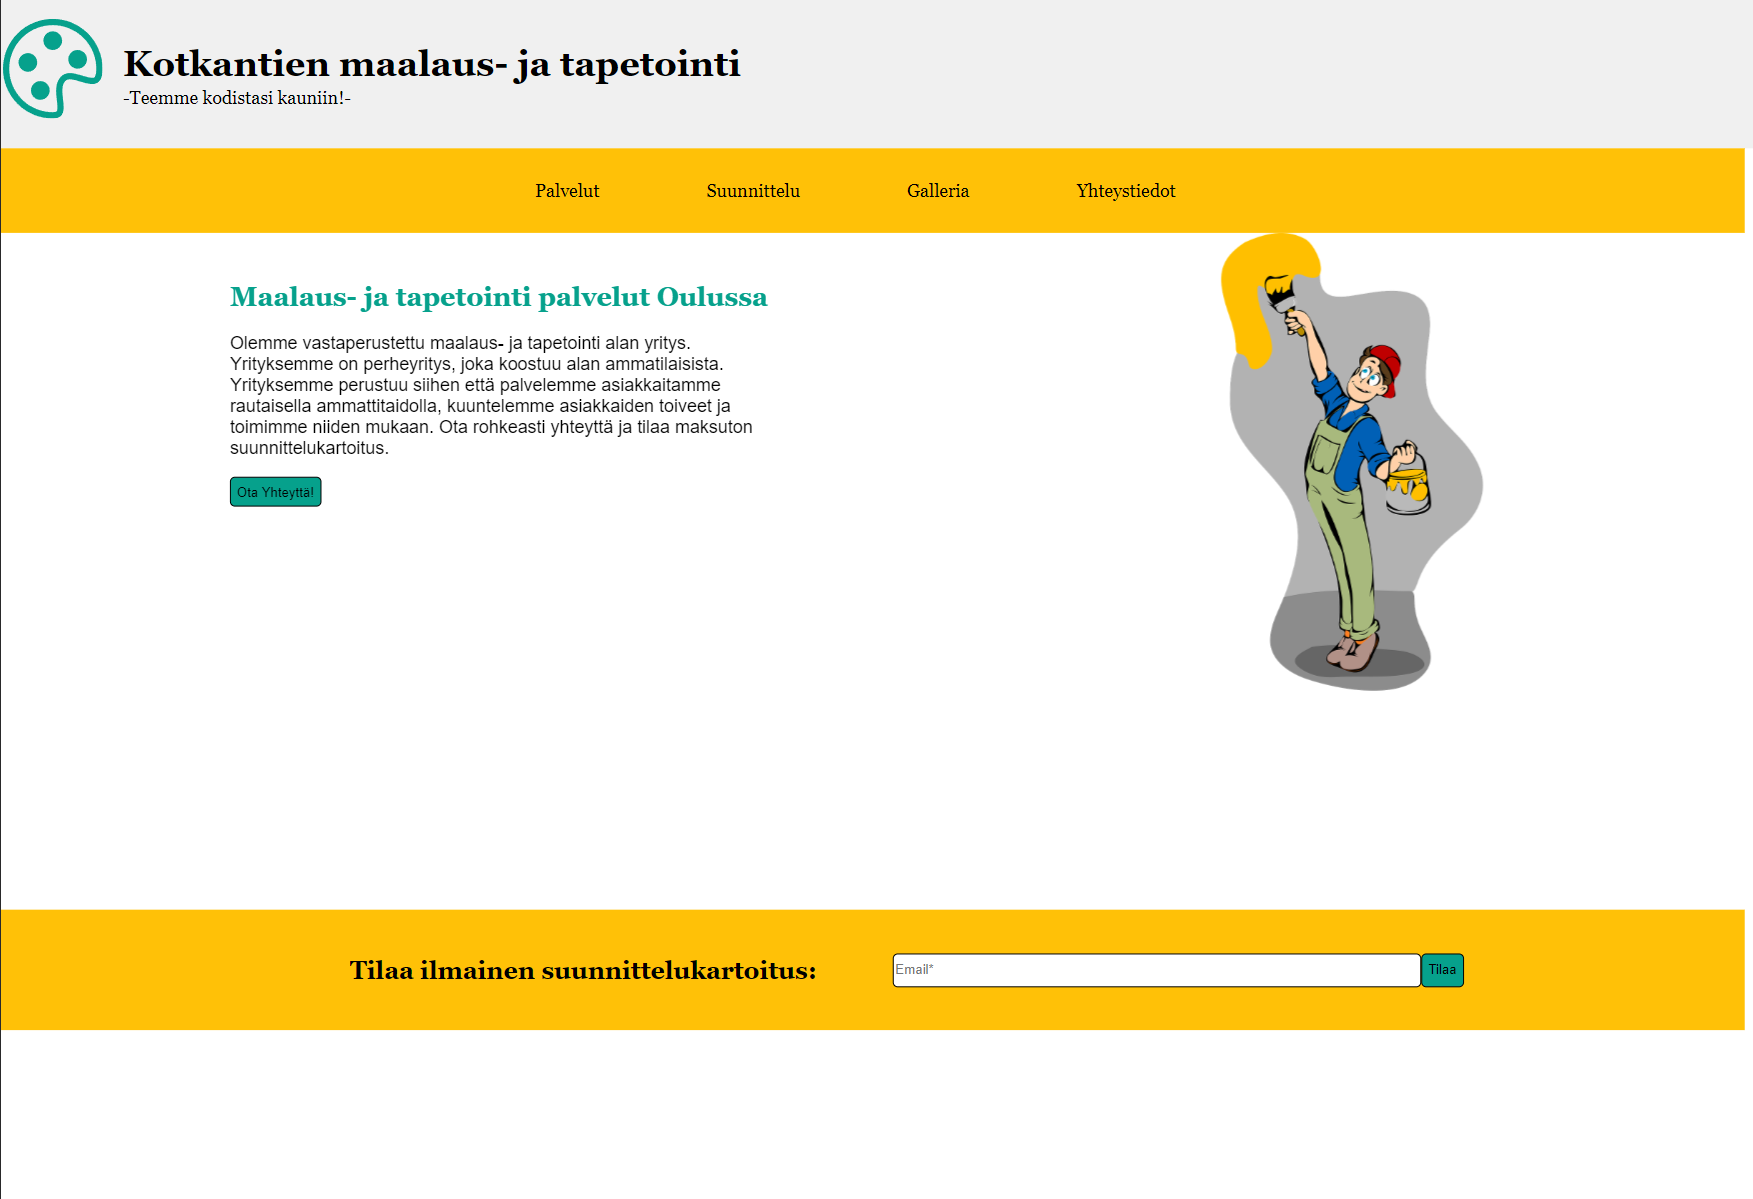 Kotkantien maalaus- ja tapetointi
-Teemme kodistasi kauniin!-
Palvelut Suunnittelu Galleria Yhteystiedot
Maalaus- ja tapetointi palvelut Oulussa
Olemme vastaperustettu maalaus- ja tapetointi alan yritys.
Yrityksemme on perheyritys, joka koostuu alan ammatilaisista.
Yrityksemme perustuu siihen että palvelemme asiakkaitamme
rautaisella ammattitaidolla, kuuntelemme asiakkaiden toiveet ja
toimimme niiden mukaan. Ota rohkeasti yhteyttä ja tilaa maksuton
suunnittelukartoitus.
Ota Yhteyttä!
Tilaa ilmainen suunnittelukartoitus: Email* Tilaa